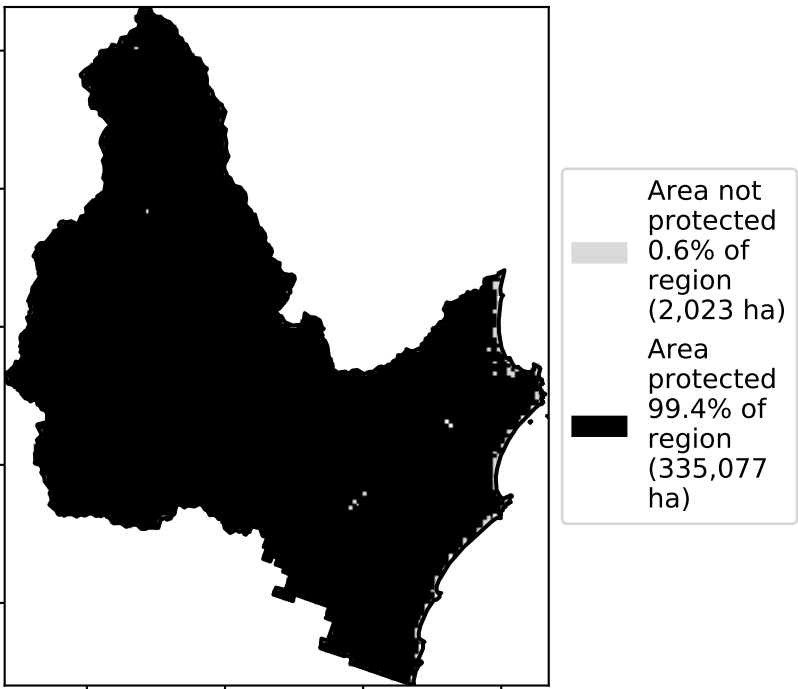 Area not
protected
0.6% of
region
(2,023 ha)
Area
protected
99.4% of
region
(335,077
ha)